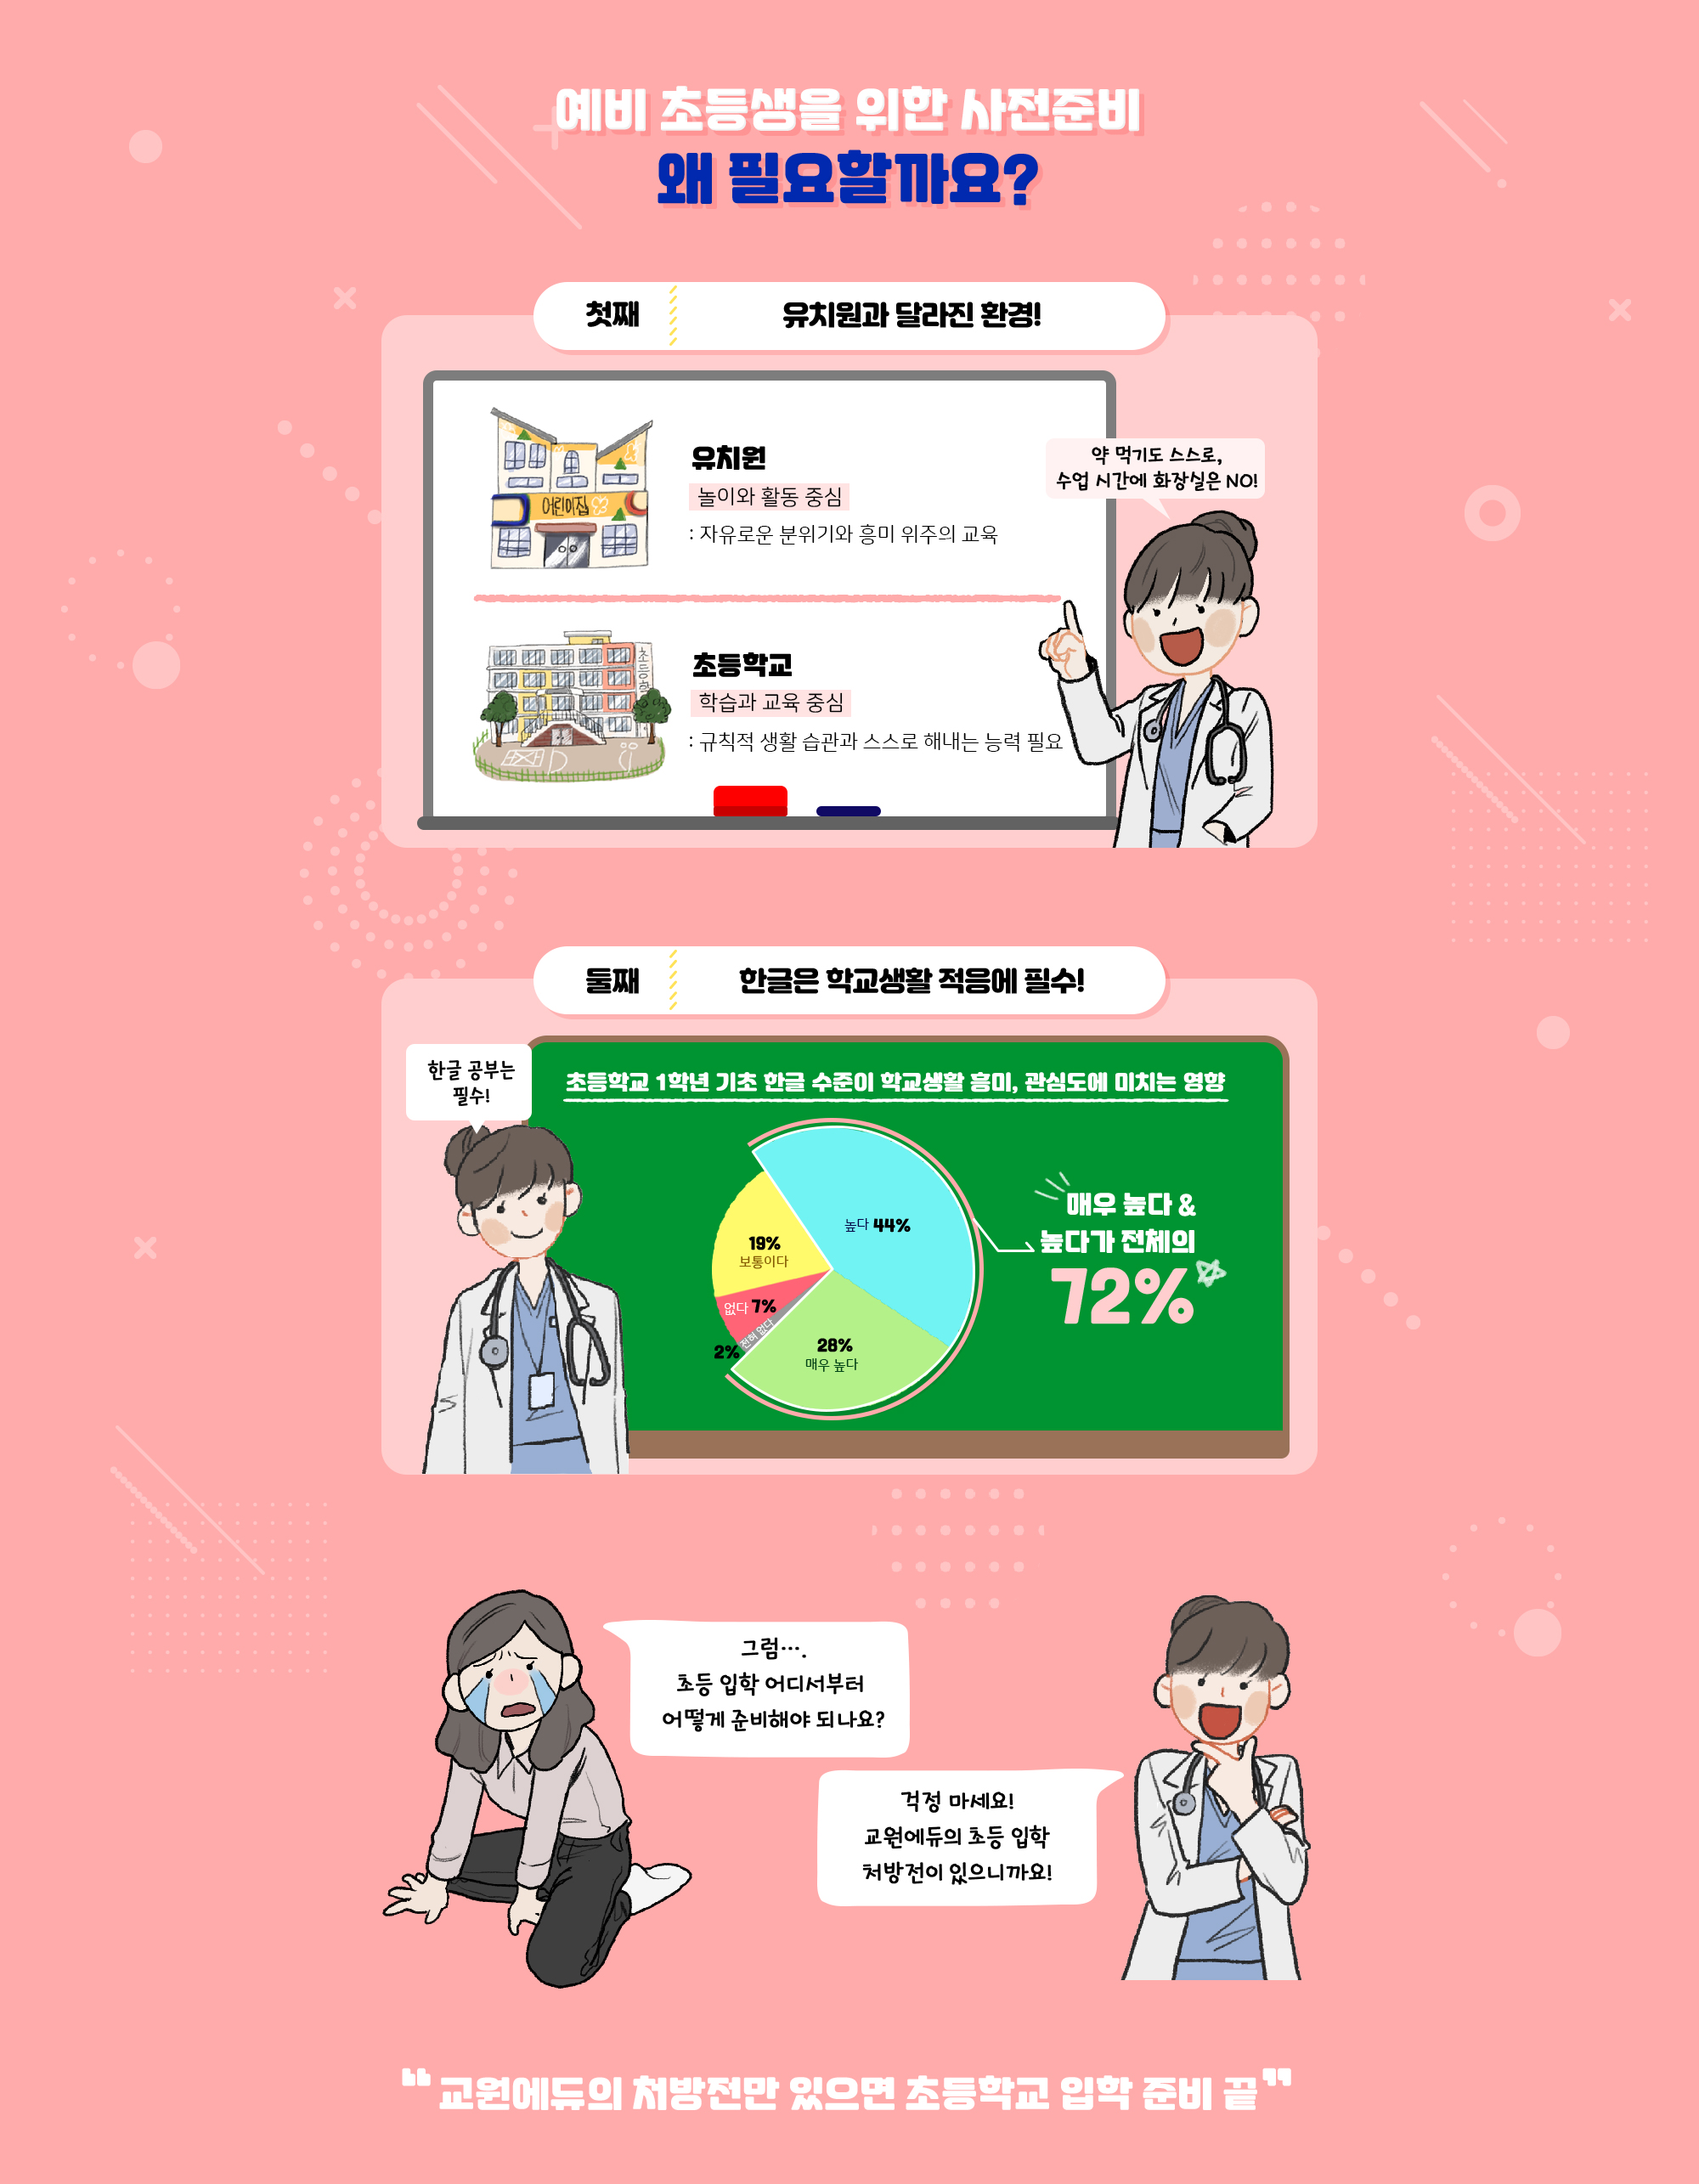 예비 초등생을 위한 사전준비
왜 필요할까요?
첫째 유치원과 달라진 환경!
어린이집
유치원
놀이와 활동 중심
: 자유로운 분위기와 흥미 위주의 교육
약 먹기도 스스로,
수업 시간에 화장실은 NO!
초등학
초등학교
학습과 교육 중심
: 규칙적 생활 습관과 스스로 해내는 능력 필요
둘째 한글은 학교생활 적응에 필수!
한글 공부는
필수!
초등학교 1학년 기초 한글 수준이 학교생활 흥미, 관심도에 미치는 영향
높다 44%
19%
보통이다
없다 7%
전혀 없다
2%
28%
매우 높다
매우 높다 &
높다가 전체의
72%
그럼….
초등 입학 어디서부터
어떻게 준비해야 되나요?
걱정 마세요!
교원에듀의 초등 입학
처방전이 있으니까요!
“교원에듀의 처방전만 있으면 초등학교 입학 준비 끝”